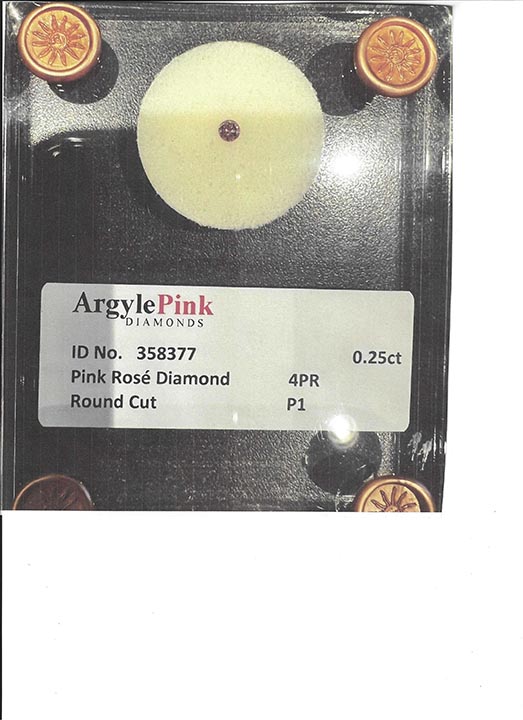 ArgylePink
DIAMONDS
ID No. 358377 0.25ct
Pink Rosé Diamond 4PR
Round Cut P1